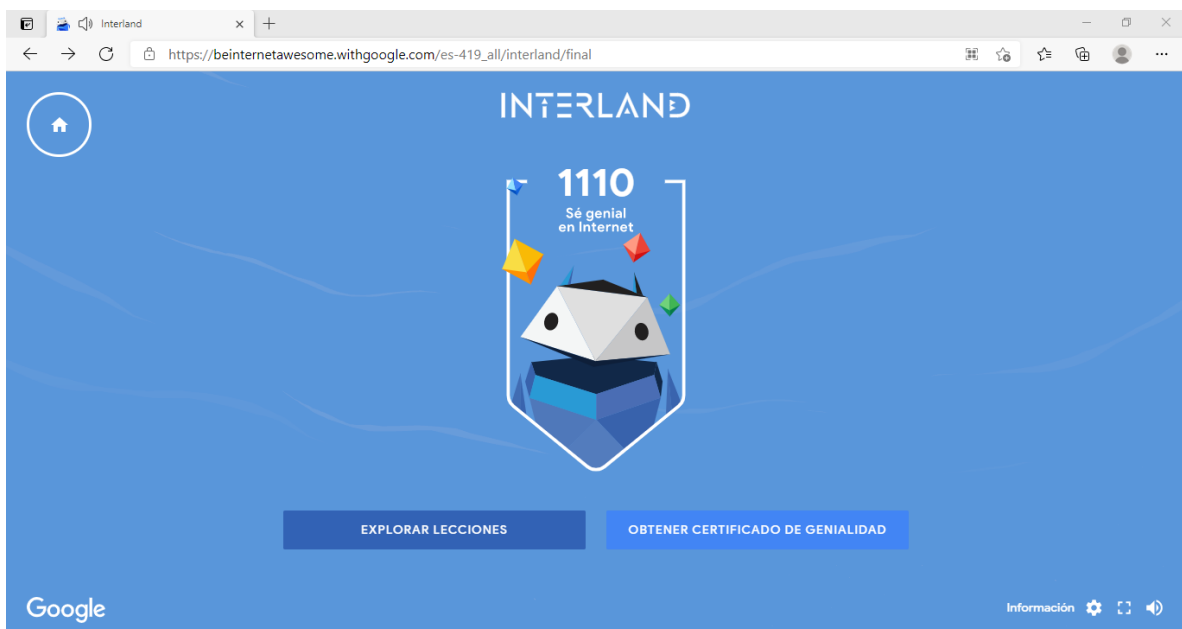 Interland
https://beinternetawesome.withgoogle.com/es-419_all/interland/final
INTERLAND
1110
Sé genial
en Internet
EXPLORAR LECCIONES
OBTENER CERTIFICADO DE GENIALIDAD
Google
Información